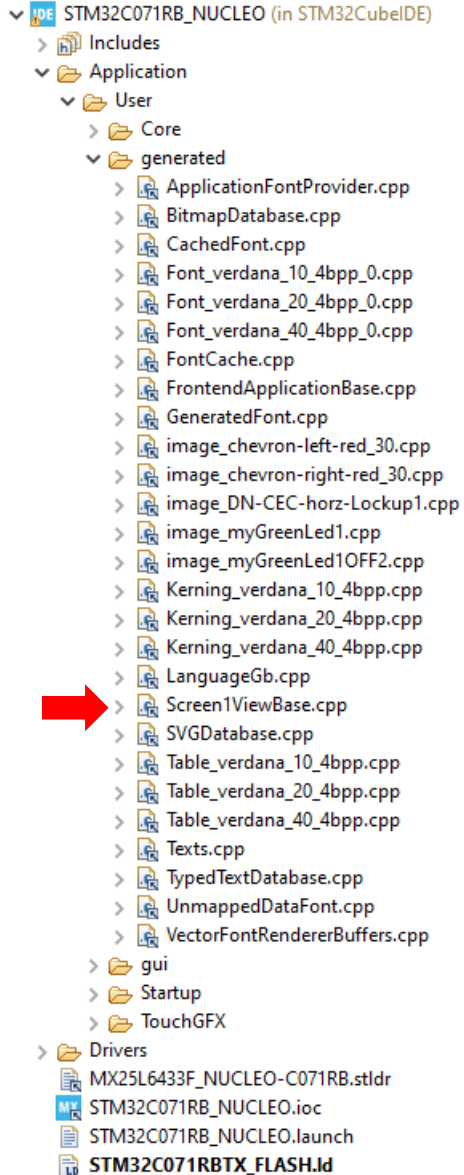 STM32C071RB_NUCLEO (in STM32CubeIDE)
Includes
Application
User
Core
generated
ApplicationFontProvider.cpp
BitmapDatabase.cpp
CachedFont.cpp
Font_verdana_10_4bpp_0.cpp
Font_verdana_20_4bpp_0.cpp
Font_verdana_40_4bpp_0.cpp
FontCache.cpp
FrontendApplicationBase.cpp
GeneratedFont.cpp
image_chevron-left-red_30.cpp
image_chevron-right-red_30.cpp
image_DN-CEC-horz-Lockup1.cpp
image_myGreenLed1.cpp
image_myGreenLed1OFF2.cpp
Kerning_verdana_10_4bpp.cpp
Kerning_verdana_20_4bpp.cpp
Kerning_verdana_40_4bpp.cpp
LanguageGb.cpp
Screen1ViewBase.cpp
SVGDatabase.cpp
Table_verdana_10_4bpp.cpp
Table_verdana_20_4bpp.cpp
Table_verdana_40_4bpp.cpp
Texts.cpp
TypedTextDatabase.cpp
UnmappedDataFont.cpp
VectorFontRendererBuffers.cpp
gui
Startup
TouchGFX
Drivers
MX25L6433F_NUCLEO-C071RB.stldr
STM32C071RB_NUCLEO.ioc
STM32C071RB_NUCLEO.launch
STM32C071RBTX_FLASH.ld